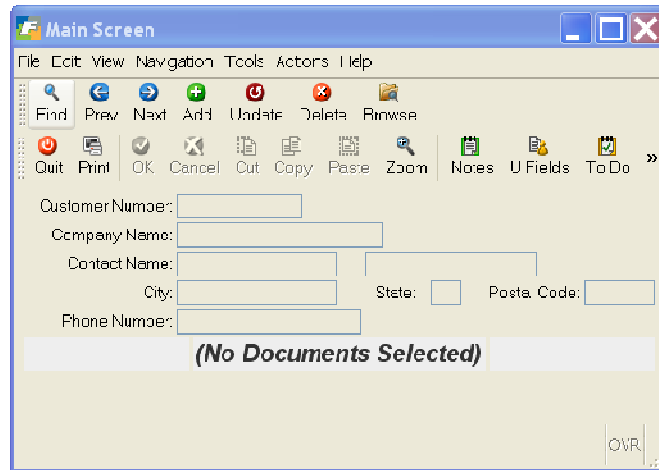 Main Screen
File Edit View Navigation Tools Actions Help
Find Prev Next Add Update Delete Browse
Quit Print OK Cancel Cut Copy Paste Zoom Notes U Fields To Do »
Customer Number:
Company Name:
Contact Name:
City: State: Postal Code:
Phone Number:
(No Documents Selected)
OVR